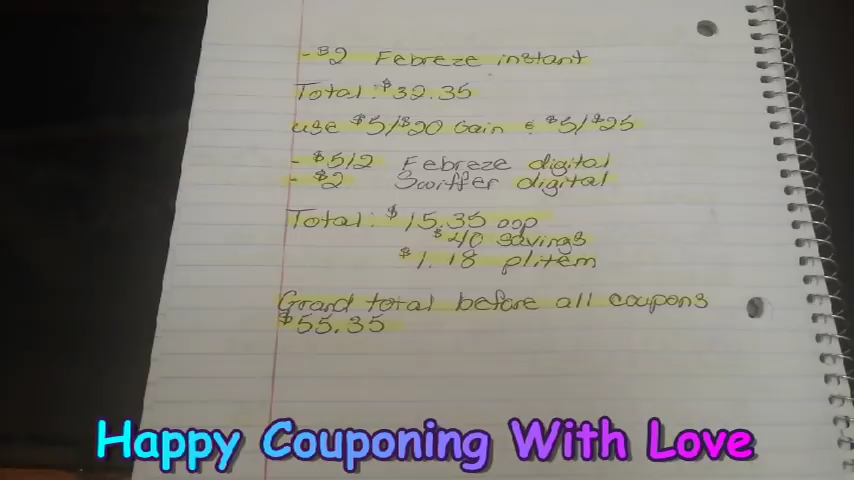 - $2 Febreze instant
Total: $32.35
use $5/$20 Gain & $5/$25
- $5/2 Febreze digital
- $2 Swiffer digital
Total: $15.35 oop
$40 savings
$1.18 p/item
Grand total before all coupons
$55.35
Happy Couponing With Love